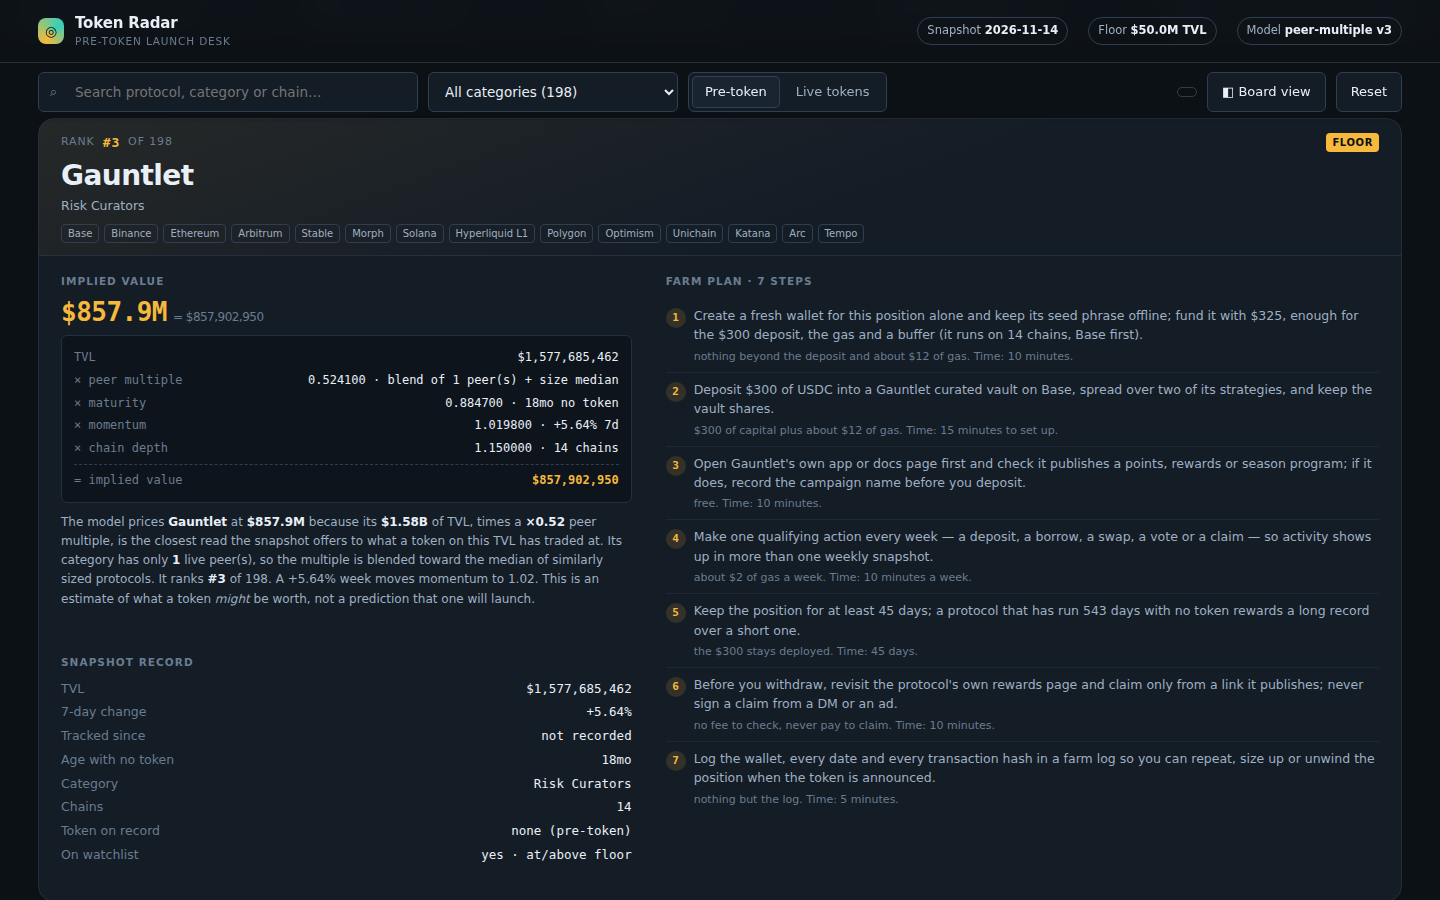 Token Radar
PRE-TOKEN LAUNCH DESK
Snapshot 2026-11-14
Floor $50.0M TVL
Model peer-multiple v3
Search protocol, category or chain...
All categories (198)
Pre-token
Live tokens
Board view
Reset
RANK #3 OF 198
FLOOR
Gauntlet
Risk Curators
Base
Binance
Ethereum
Arbitrum
Stable
Morph
Solana
Hyperliquid L1
Polygon
Optimism
Unichain
Katana
Arc
Tempo
IMPLIED VALUE
$857.9M = $857,902,950
TVL $1,577,685,462
× peer multiple 0.524100 · blend of 1 peer(s) + size median
× maturity 0.884700 · 18mo no token
× momentum 1.019800 · +5.64% 7d
× chain depth 1.150000 · 14 chains
= implied value $857,902,950
The model prices Gauntlet at $857.9M because its $1.58B of TVL, times a ×0.52 peer
multiple, is the closest read the snapshot offers to what a token on this TVL has traded at. Its
category has only 1 live peer(s), so the multiple is blended toward the median of similarly
sized protocols. It ranks #3 of 198. A +5.64% week moves momentum to 1.02. This is an
estimate of what a token might be worth, not a prediction that one will launch.
SNAPSHOT RECORD
TVL $1,577,685,462
7-day change +5.64%
Tracked since not recorded
Age with no token 18mo
Category Risk Curators
Chains 14
Token on record none (pre-token)
On watchlist yes · at/above floor
FARM PLAN · 7 STEPS
1 Create a fresh wallet for this position alone and keep its seed phrase offline; fund it with $325, enough for
the $300 deposit, the gas and a buffer (it runs on 14 chains, Base first).
nothing beyond the deposit and about $12 of gas. Time: 10 minutes.
2 Deposit $300 of USDC into a Gauntlet curated vault on Base, spread over two of its strategies, and keep the
vault shares.
$300 of capital plus about $12 of gas. Time: 15 minutes to set up.
3 Open Gauntlet's own app or docs page first and check it publishes a points, rewards or season program; if it
does, record the campaign name before you deposit.
free. Time: 10 minutes.
4 Make one qualifying action every week — a deposit, a borrow, a swap, a vote or a claim — so activity shows
up in more than one weekly snapshot.
about $2 of gas a week. Time: 10 minutes a week.
5 Keep the position for at least 45 days; a protocol that has run 543 days with no token rewards a long record
over a short one.
the $300 stays deployed. Time: 45 days.
6 Before you withdraw, revisit the protocol's own rewards page and claim only from a link it publishes; never
sign a claim from a DM or an ad.
no fee to check, never pay to claim. Time: 10 minutes.
7 Log the wallet, every date and every transaction hash in a farm log so you can repeat, size up or unwind the
position when the token is announced.
nothing but the log. Time: 5 minutes.